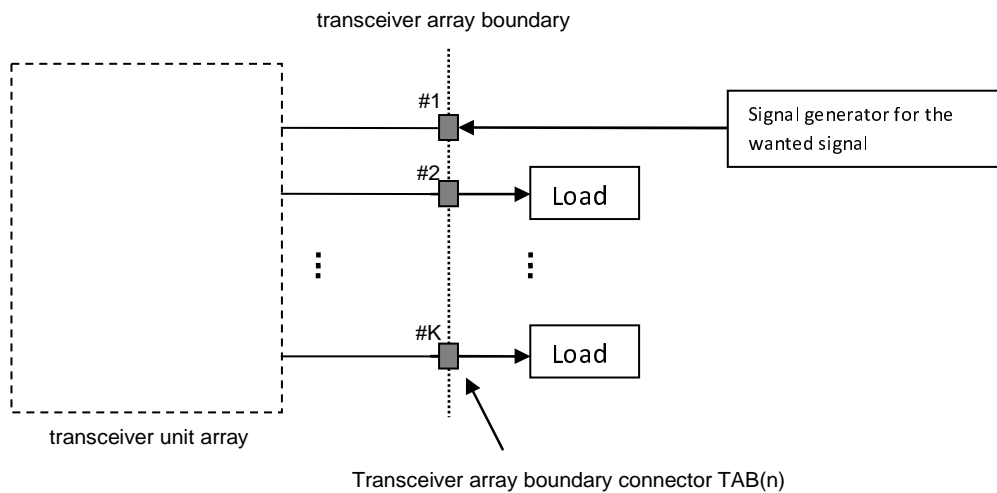 transceiver array boundary
#1
Signal generator for the
wanted signal
#2
Load
#K
Load
transceiver unit array
Transceiver array boundary connector TAB(n)